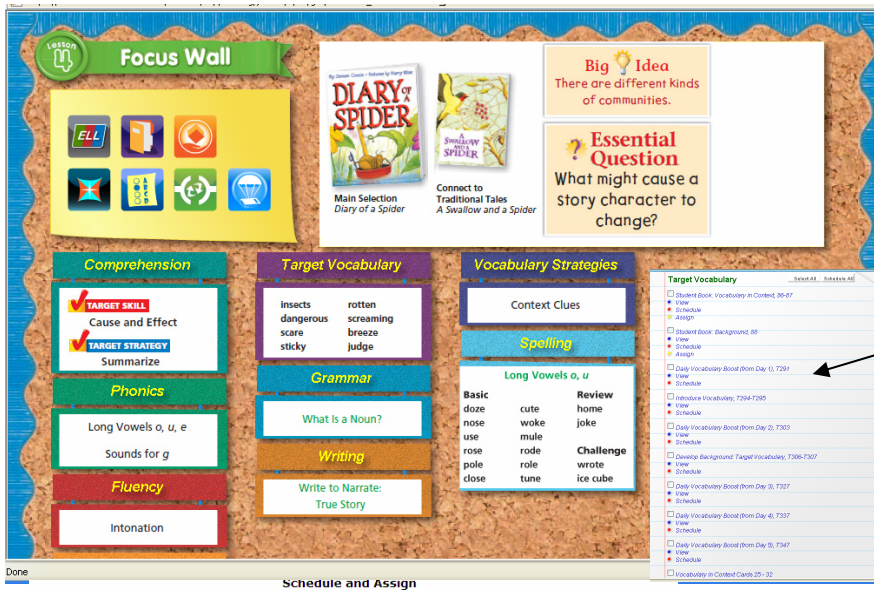 Lesson
4
Focus Wall
ELL
DIARY OF A
SPIDER
A
SWALLOW
AND A
SPIDER
Main Selection
Diary of a Spider
Connect to
Traditional Tales
A Swallow and a Spider
Big Idea
There are different kinds
of communities.
Essential
Question
What might cause a
story character to
change?
Comprehension
TARGET SKILL
Cause and Effect
TARGET STRATEGY
Summarize
Phonics
Long Vowels o, u, e
Sounds for g
Fluency
Intonation
Target Vocabulary
insects rotten
dangerous screaming
scare breeze
sticky judge
Grammar
What Is a Noun?
Writing
Write to Narrate:
True Story
Vocabulary Strategies
Context Clues
Spelling
Long Vowels o, u
Basic Review
doze cute home
nose woke joke
use mule
rose rode Challenge
pole role wrote
close tune ice cube
Target Vocabulary Select All Schedule All
Student Book: Vocabulary in Context, 86-87
View
Schedule
Assign
Student Book: Background, 88
View
Schedule
Assign
Daily Vocabulary Boost (from Day 1), T291
View
Schedule
Introduce Vocabulary, T294-T295
View
Schedule
Daily Vocabulary Boost (from Day 2), T303
View
Schedule
Develop Background: Target Vocabulary, T306-T307
View
Schedule
Daily Vocabulary Boost (from Day 3), T327
View
Schedule
Daily Vocabulary Boost (from Day 4), T337
View
Schedule
Daily Vocabulary Boost (from Day 5), T347
View
Schedule
Vocabulary in Context Cards 25 - 32
Done
Schedule and Assign